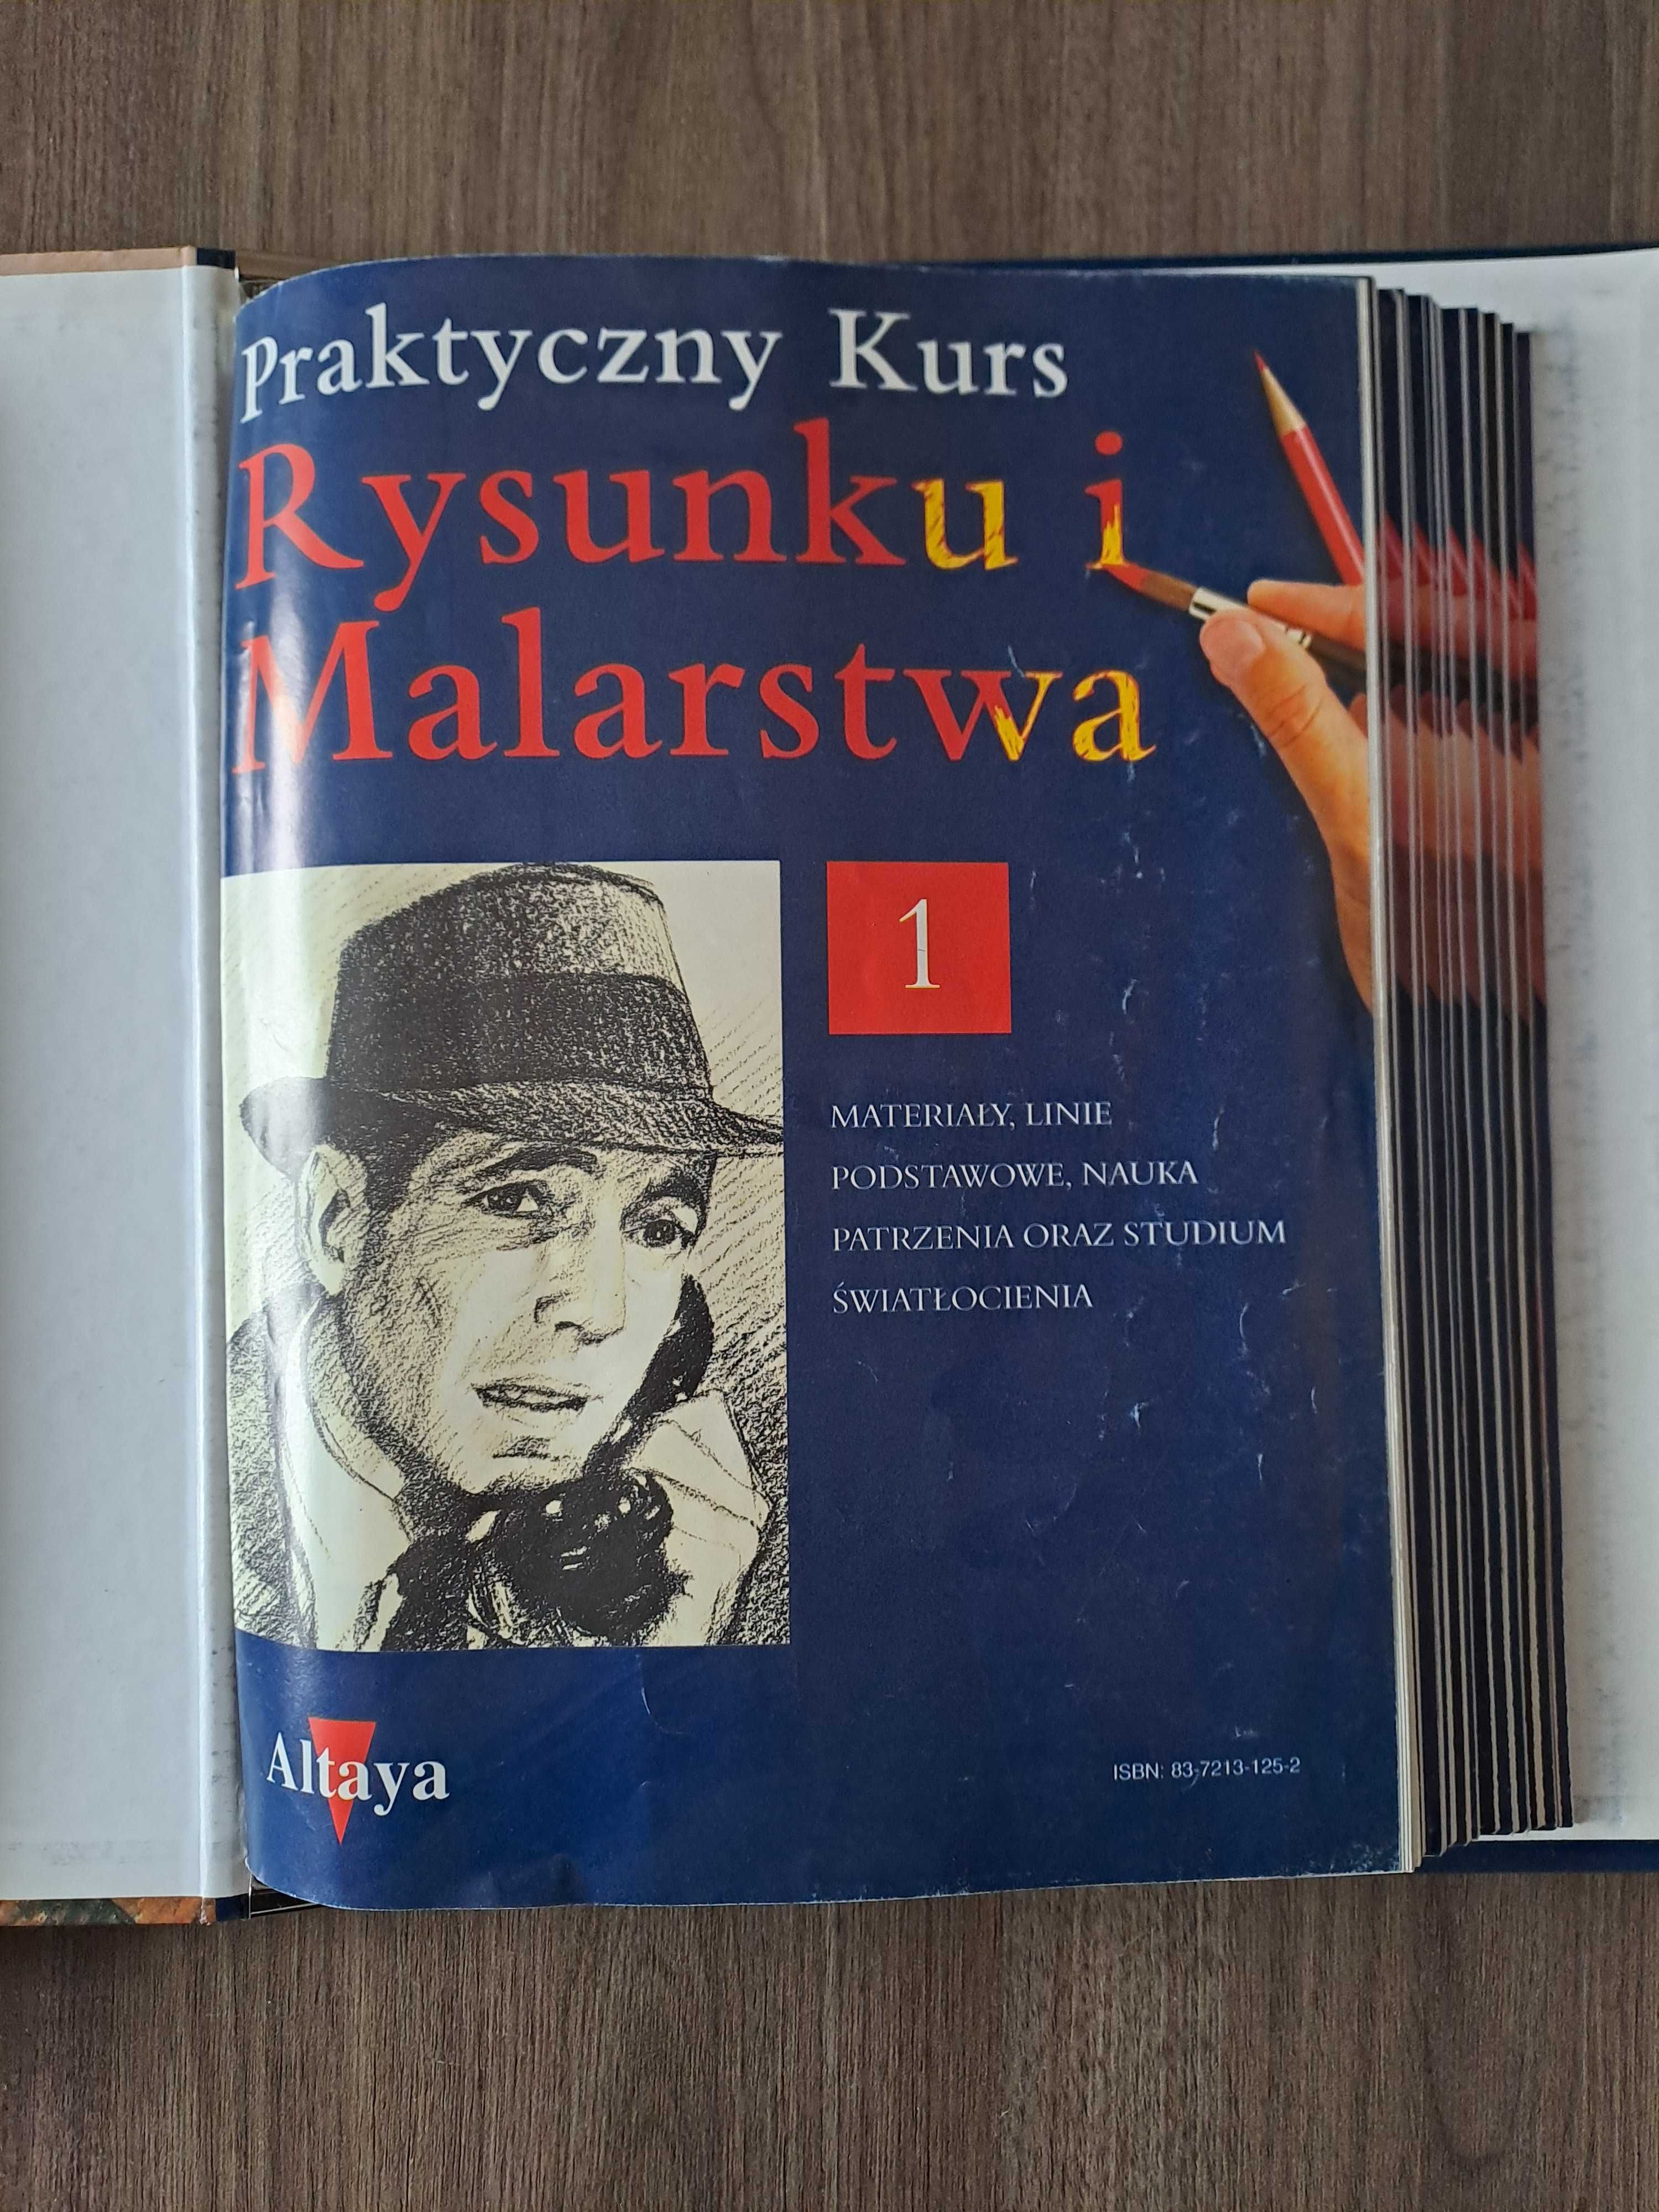 Praktyczny Kurs
Rysunku i
Malarstwa
1
MATERIAŁY, LINIE
PODSTAWOWE, NAUKA
PATRZENIA ORAZ STUDIUM
ŚWIATŁOCIENIA
Altaya
ISBN: 83-7213-125-2